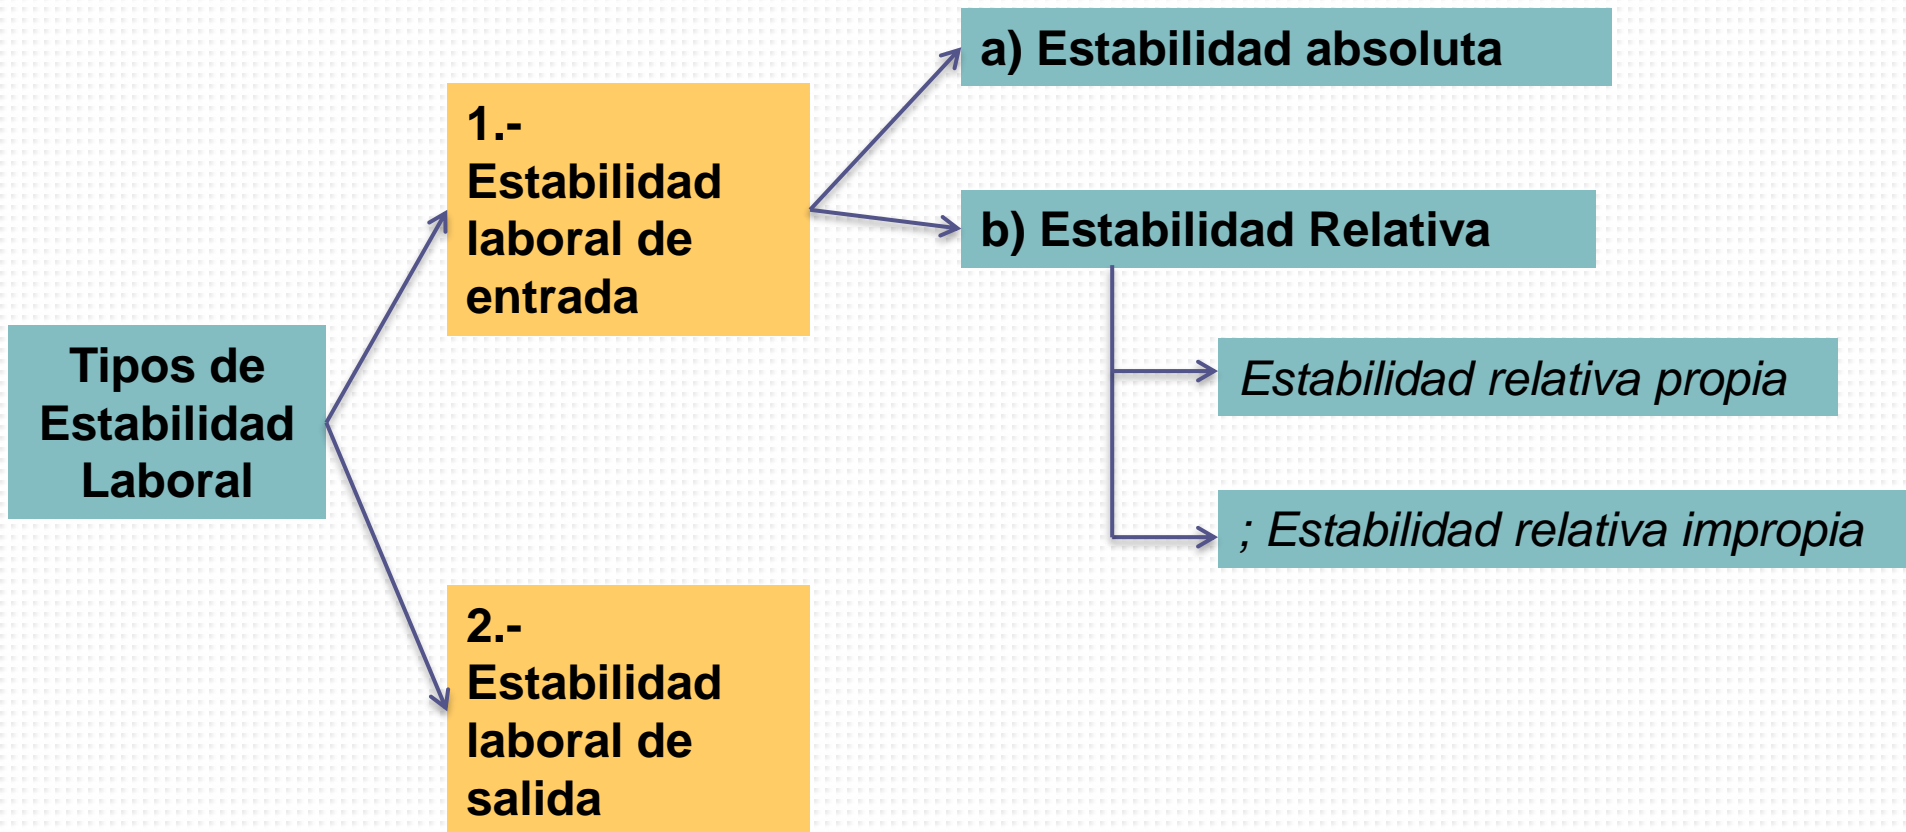 Tipos de
Estabilidad
Laboral
1.-
Estabilidad
laboral de
entrada
a) Estabilidad absoluta
b) Estabilidad Relativa
Estabilidad relativa propia
; Estabilidad relativa impropia
2.-
Estabilidad
laboral de
salida